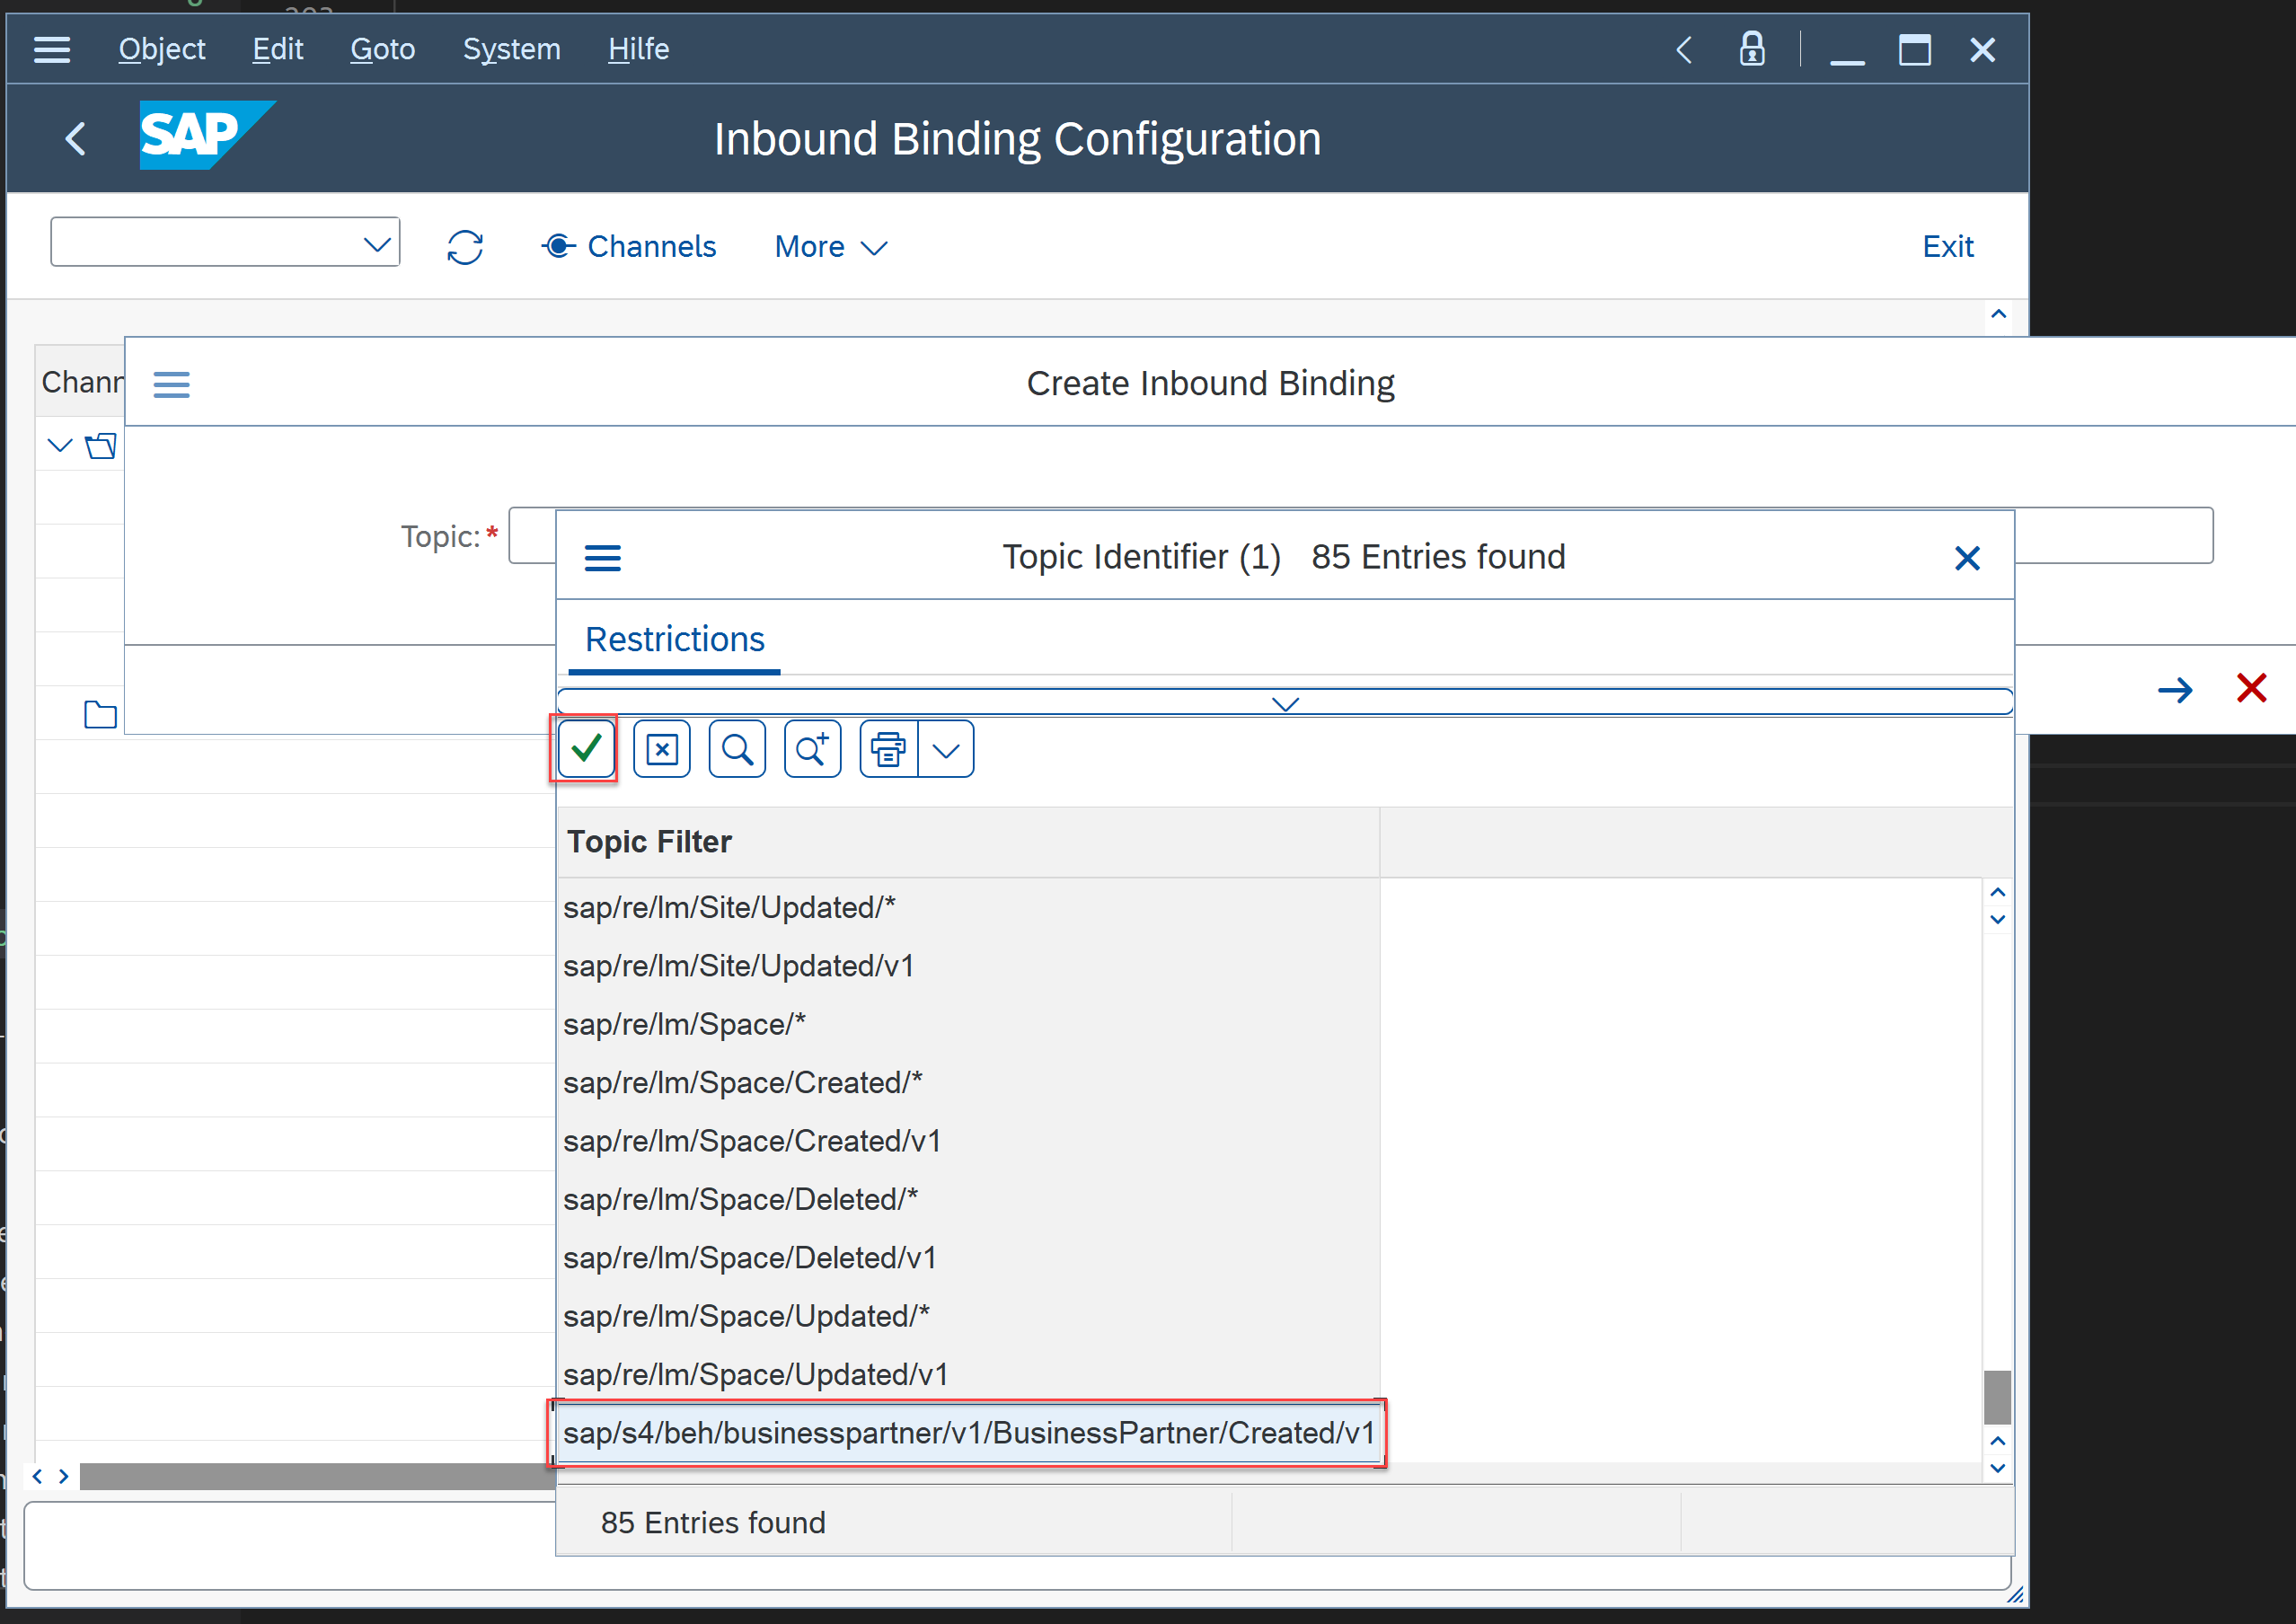 Object Edit Goto System Hilfe
SAP Inbound Binding Configuration
Channels More Exit
Create Inbound Binding
Topic:*
Topic Identifier (1) 85 Entries found
Restrictions
Topic Filter
sap/re/lm/Site/Updated/*
sap/re/lm/Site/Updated/v1
sap/re/lm/Space/*
sap/re/lm/Space/Created/*
sap/re/lm/Space/Created/v1
sap/re/lm/Space/Deleted/*
sap/re/lm/Space/Deleted/v1
sap/re/lm/Space/Updated/*
sap/re/lm/Space/Updated/v1
sap/s4/beh/businesspartner/v1/BusinessPartner/Created/v1
85 Entries found